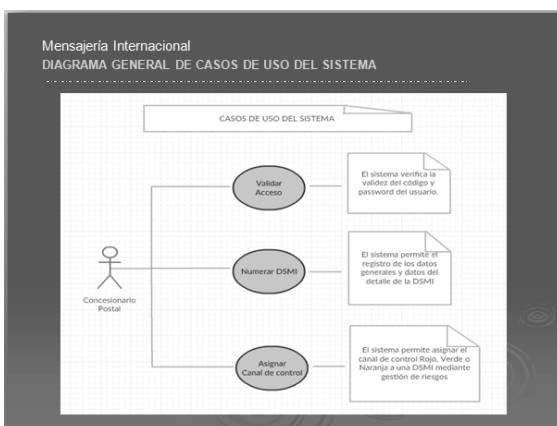 Mensajería Internacional
DIAGRAMA GENERAL DE CASOS DE USO DEL SISTEMA
CASOS DE USO DEL SISTEMA
Validar
Acceso
El sistema verifica la
validez del código y
password del usuario.
Concesionario
Postal
Numerar DSMI
El sistema permite el
registro de los datos
generales y datos del
detalle de la DSMI
Asignar
Canal de control
El sistema permite asignar el
canal de control Rojo, Verde o
Naranja a una DSMI mediante
gestión de riesgos